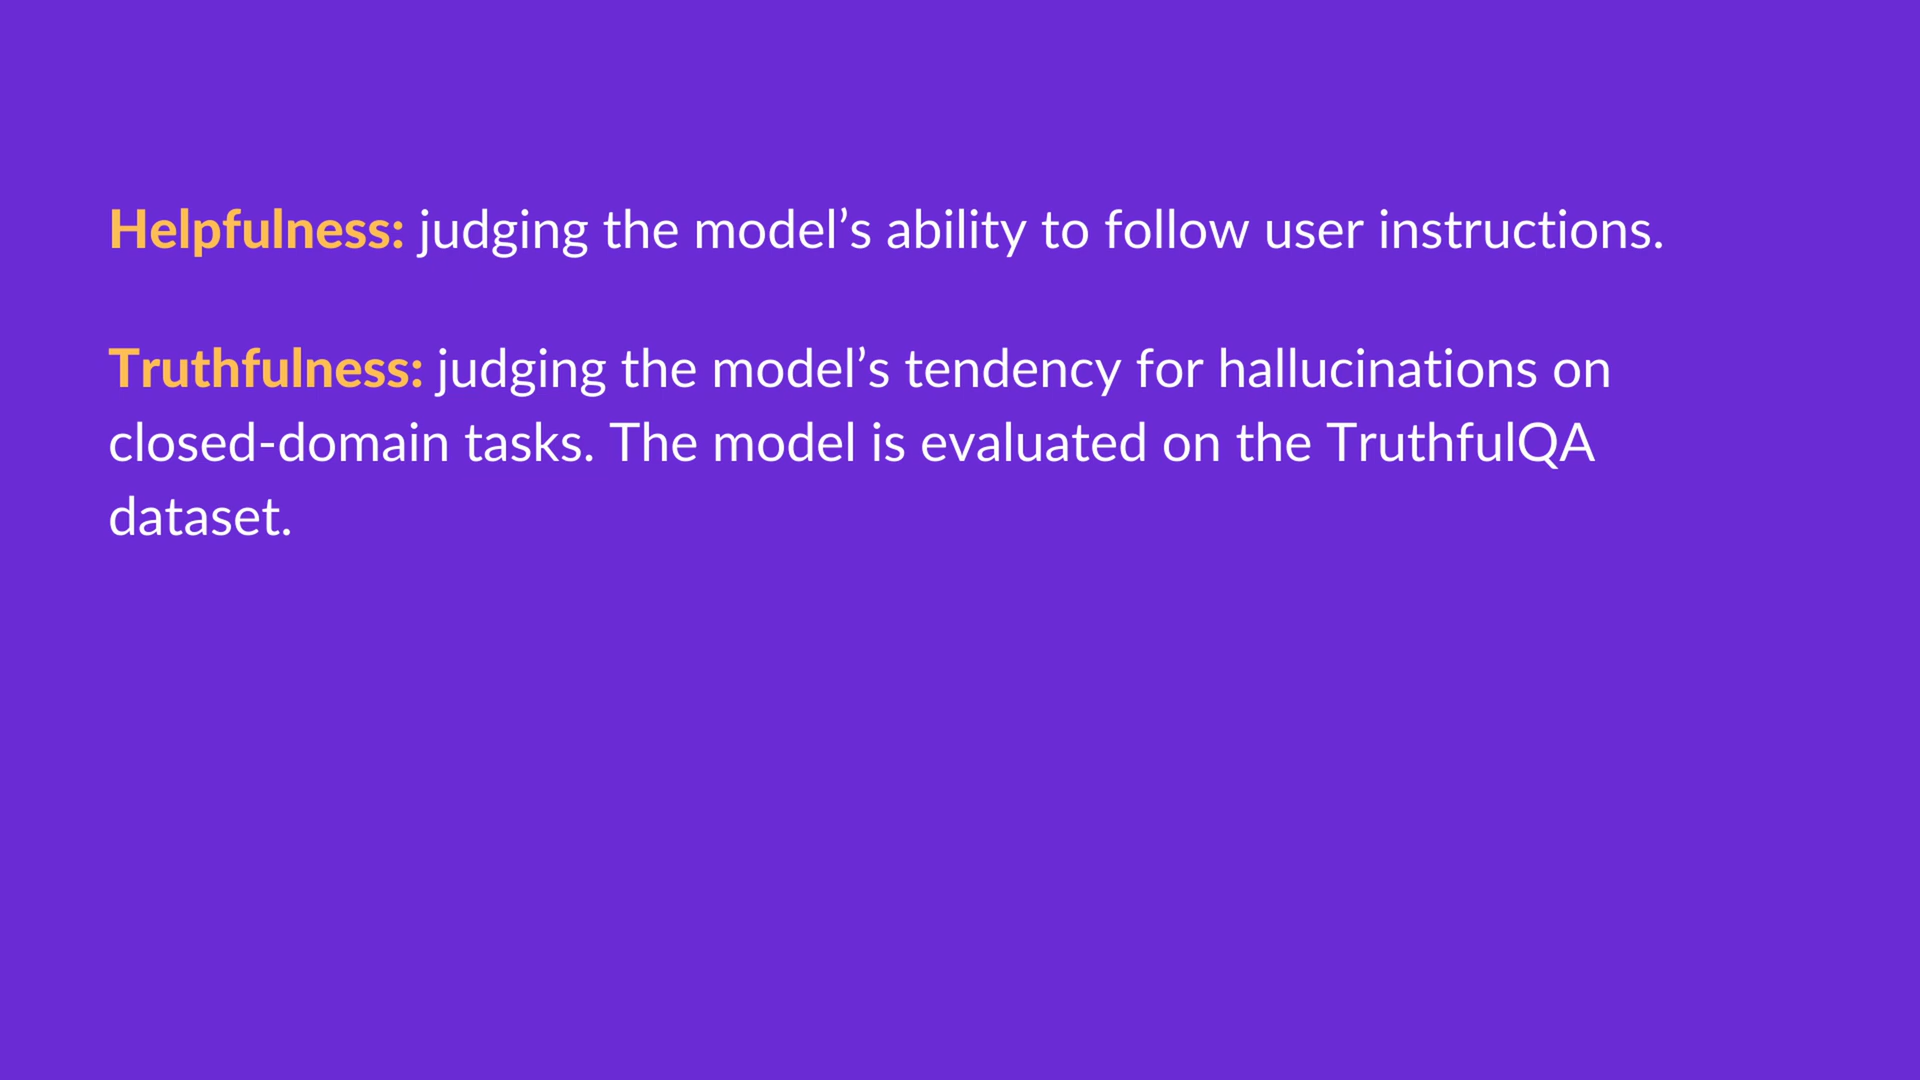 Helpfulness: judging the model’s ability to follow user instructions.
Truthfulness: judging the model’s tendency for hallucinations on
closed-domain tasks. The model is evaluated on the TruthfulQA
dataset.